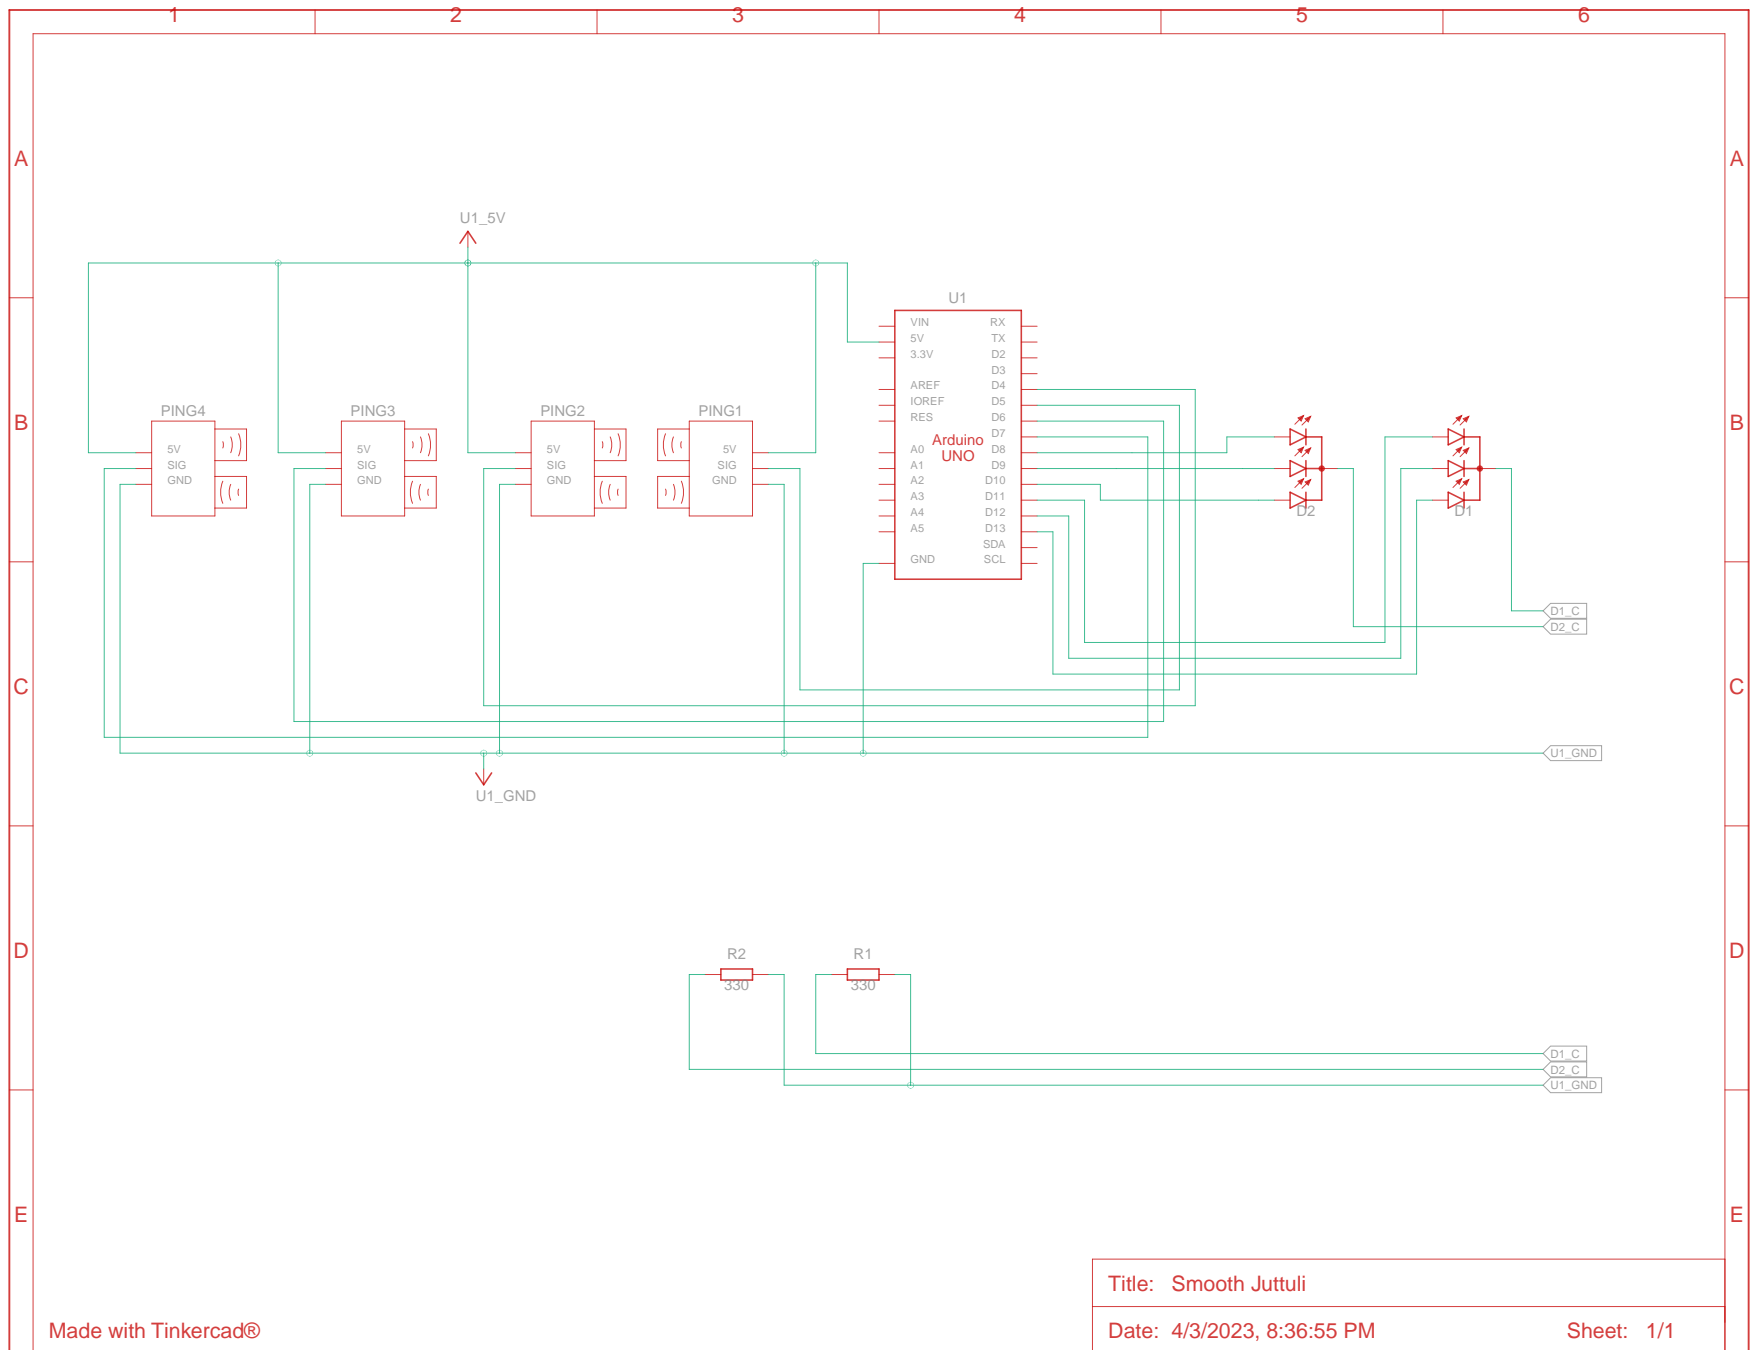 1 2 3 4 5 6
A A
U1_5V
B B
U1
VIN RX
5V TX
3.3V D2
D3
AREF D4
IOREF D5
RES D6
D7
Arduino
UNO
A0 D8
A1 D9
A2 D10
A3 D11
A4 D12
A5 D13
SDA
GND SCL
PING4 PING3 PING2 PING1
5V 5V 5V 5V
SIG SIG SIG SIG
GND GND GND GND
D2 D1
D1_C
D2_C
C C
U1_GND
U1_GND
D D
R2 R1
330 330
D1_C
D2_C
U1_GND
E E
Title: Smooth Juttuli
Made with Tinkercad®
Date: 4/3/2023, 8:36:55 PM Sheet: 1/1